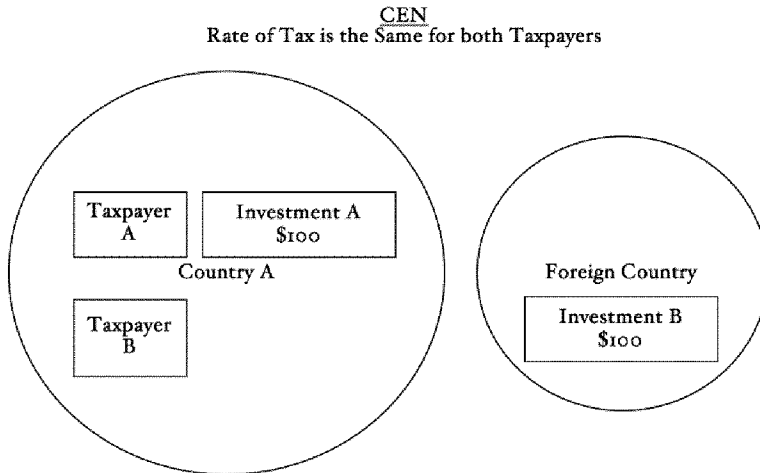 CEN
Rate of Tax is the Same for both Taxpayers
Taxpayer
A
Investment A
$100
Country A
Taxpayer
B
Foreign Country
Investment B
$100